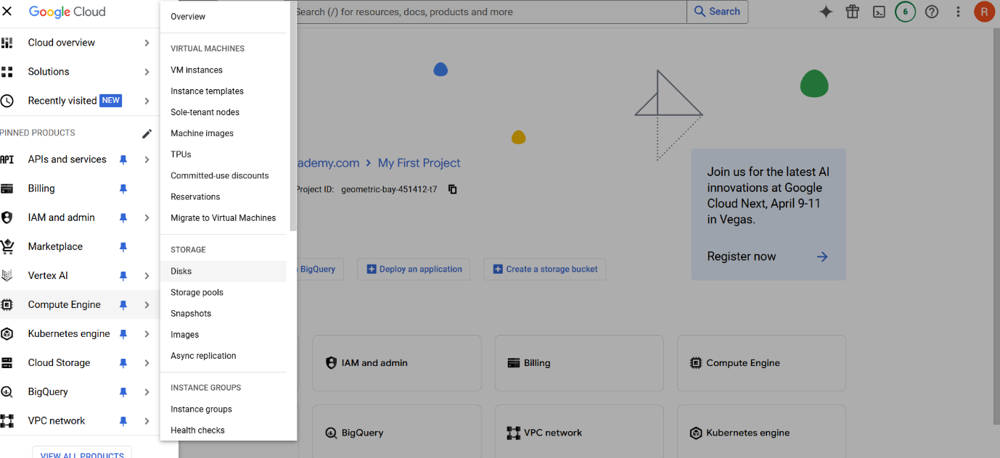 Google Cloud
Search (/) for resources, docs, products and more
Search
6
R
Cloud overview
Solutions
Recently visited NEW
PINNED PRODUCTS
API APIs and services
Billing
IAM and admin
Marketplace
Vertex AI
Compute Engine
Kubernetes engine
Cloud Storage
BigQuery
VPC network
VIEW ALL PRODUCTS
Overview
VIRTUAL MACHINES
VM instances
Instance templates
Sole-tenant nodes
Machine images
TPUs
Committed-use discounts
Reservations
Migrate to Virtual Machines
STORAGE
Disks
Storage pools
Snapshots
Images
Async replication
INSTANCE GROUPS
Instance groups
Health checks
ademy.com > My First Project
Project ID: geometric-bay-451412-t7
Join us for the latest AI
innovations at Google
Cloud Next, April 9-11
in Vegas.
Register now
BigQuery
Deploy an application
Create a storage bucket
IAM and admin
Billing
Compute Engine
BigQuery
VPC network
Kubernetes engine